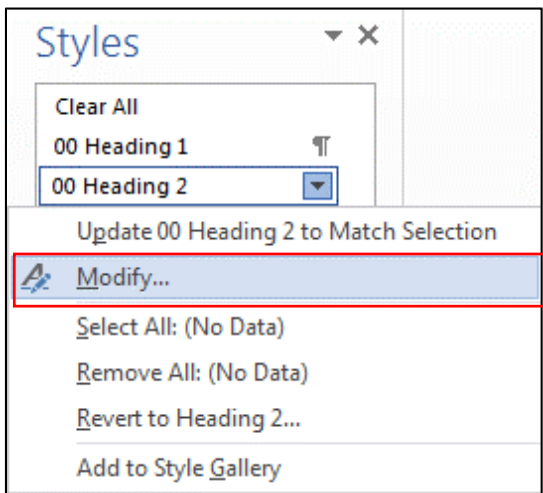 Styles
Clear All
00 Heading 1 ¶
00 Heading 2
Update 00 Heading 2 to Match Selection
Modify...
Select All: (No Data)
Remove All: (No Data)
Revert to Heading 2...
Add to Style Gallery